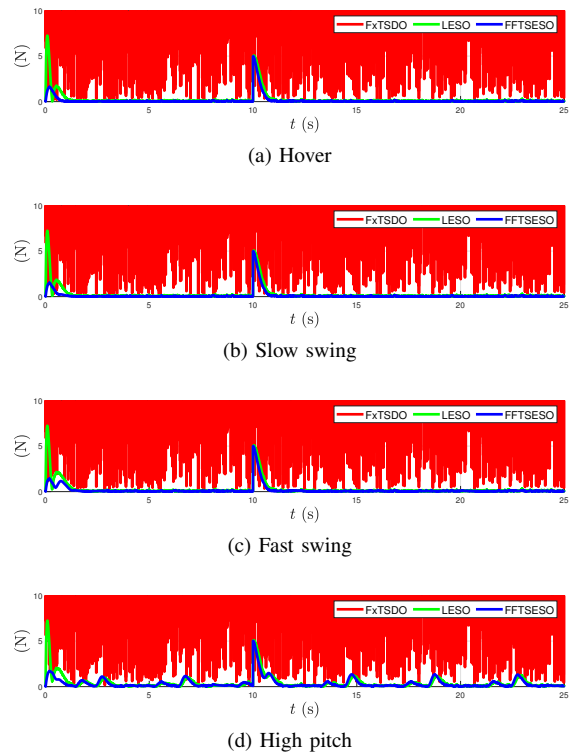 10
5
0
(N)
FxTSDO LESO FFTSESO
0 5 10 15 20 25
t (s)
(a) Hover
10
5
0
(N)
FxTSDO LESO FFTSESO
0 5 10 15 20 25
t (s)
(b) Slow swing
10
5
0
(N)
FxTSDO LESO FFTSESO
0 5 10 15 20 25
t (s)
(c) Fast swing
10
5
0
(N)
FxTSDO LESO FFTSESO
0 5 10 15 20 25
t (s)
(d) High pitch